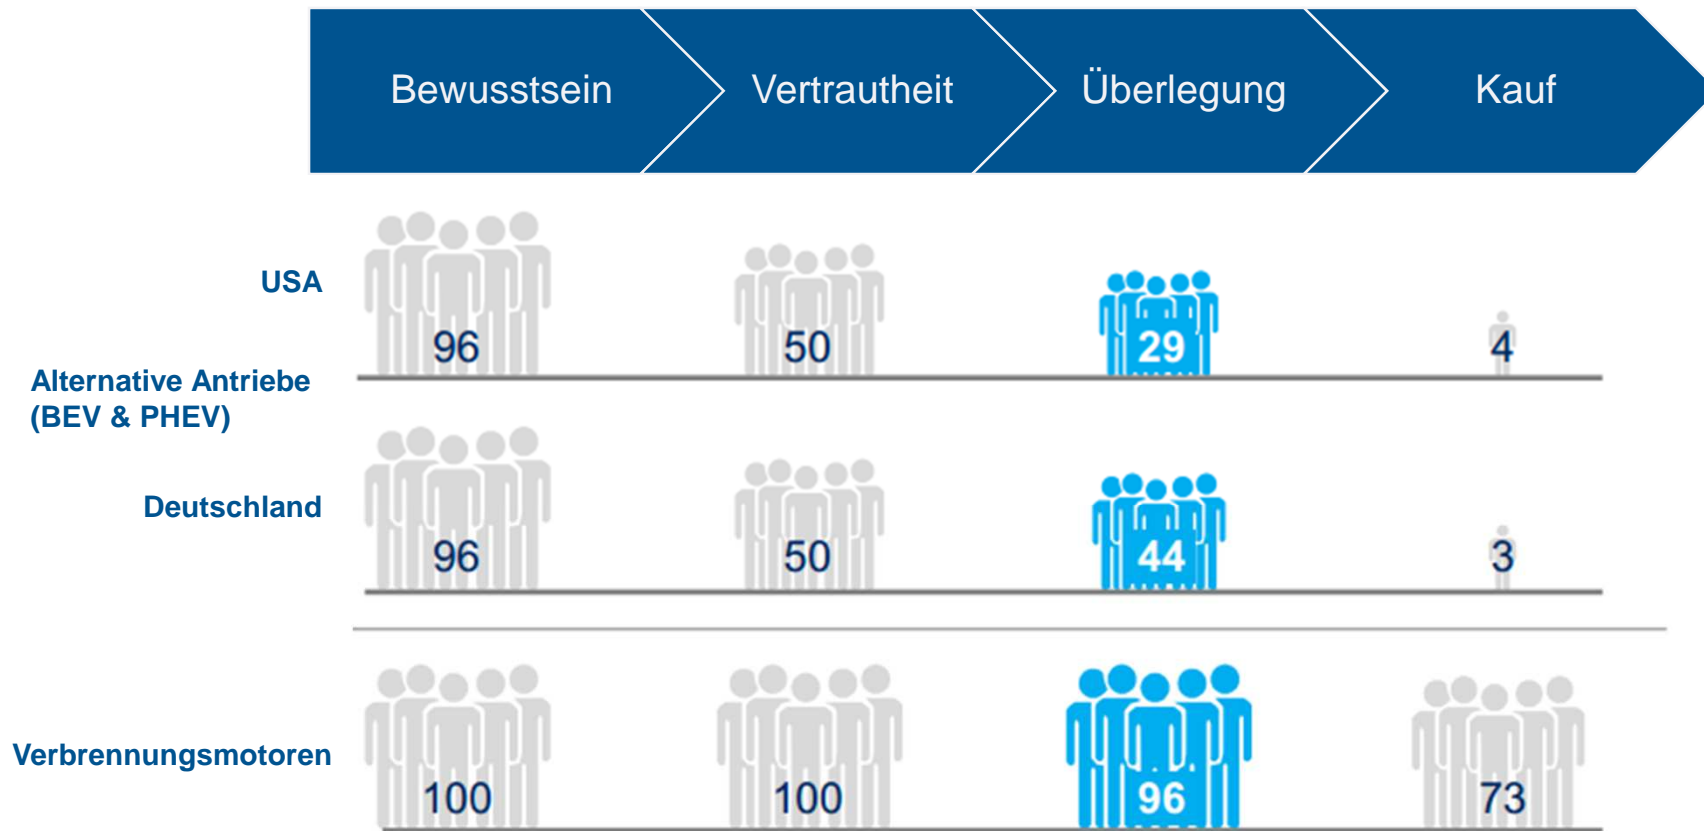 Bewusstsein
Vertrautheit
Überlegung
Kauf
USA
96
50
29
4
Alternative Antriebe
(BEV & PHEV)
Deutschland
96
50
44
3
Verbrennungsmotoren
100
100
96
73